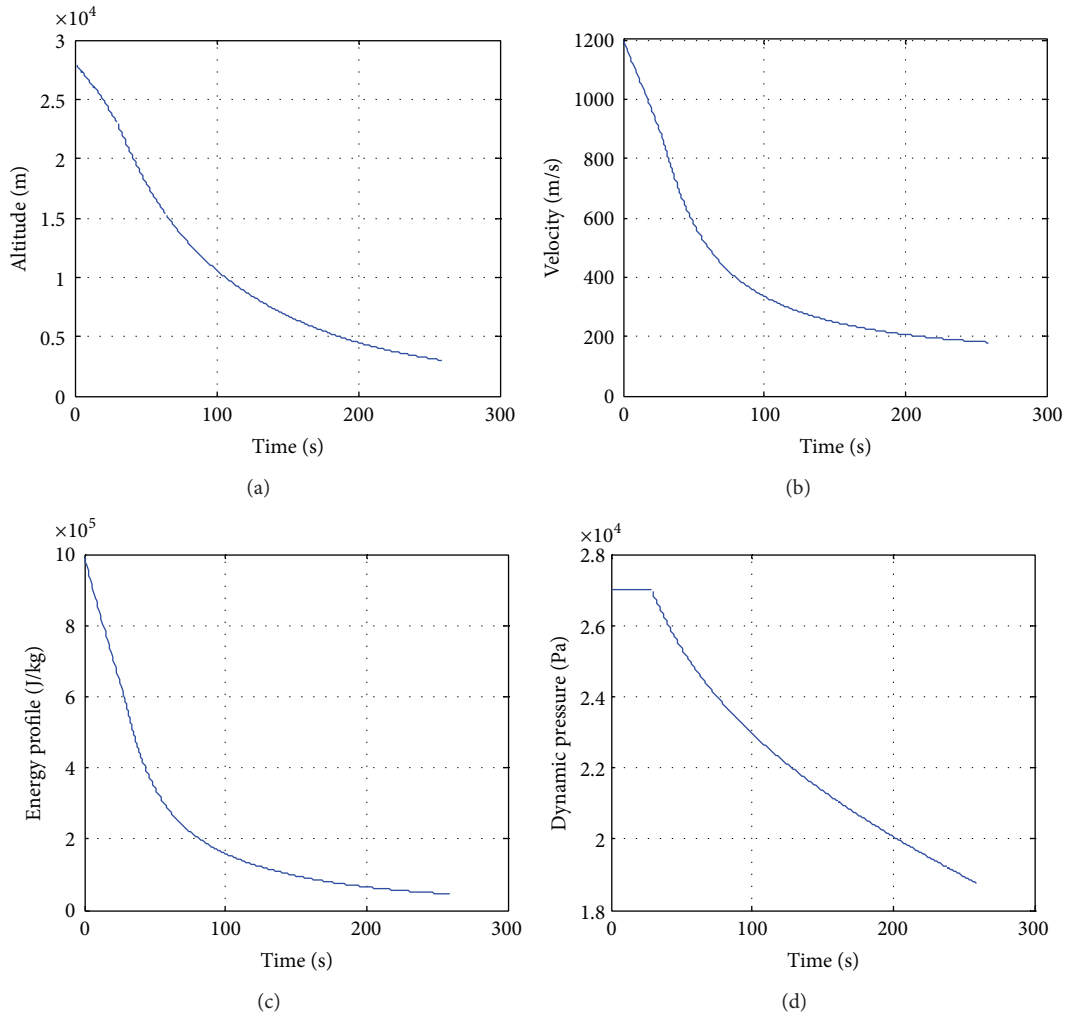 ×10⁴
3
2.5
2
1.5
1
0.5
0
0 100 200 300
Altitude (m)
Time (s)
(a)
1200
1000
800
600
400
200
0
0 100 200 300
Velocity (m/s)
Time (s)
(b)
×10⁵
10
8
6
4
2
0
0 100 200 300
Energy profile (J/kg)
Time (s)
(c)
×10⁴
2.8
2.6
2.4
2.2
2
1.8
0 100 200 300
Dynamic pressure (Pa)
Time (s)
(d)